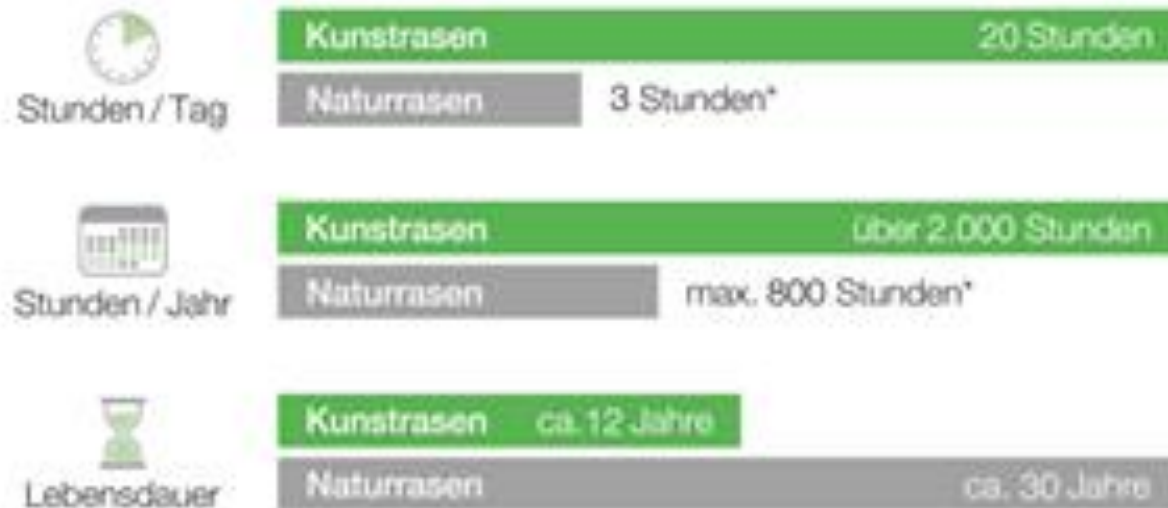 Kunstrasen 20 Stunden
Stunden / Tag
Naturrasen 3 Stunden*
Kunstrasen über 2.000 Stunden
Stunden / Jahr
Naturrasen max. 800 Stunden*
Kunstrasen ca. 12 Jahre
Lebensdauer
Naturrasen ca. 30 Jahre